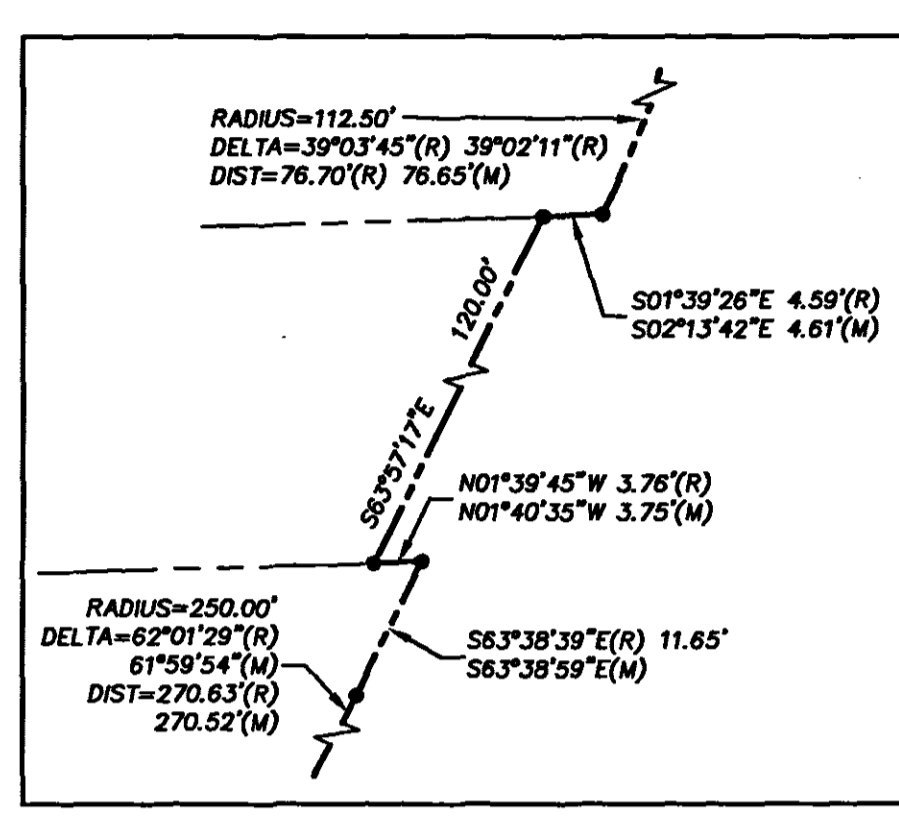 RADIUS=112.50'
DELTA=39°03'45"(R) 39°02'11"(R)
DIST=76.70'(R) 76.65'(M)
120.00'
S01°39'26"E 4.59'(R)
S02°13'42"E 4.61'(M)
S63°57'17"E
N01°39'45"W 3.76'(R)
N01°40'35"W 3.75'(M)
RADIUS=250.00'
DELTA=62°01'29"(R)
61°59'54"(M)
DIST=270.63'(R)
270.52'(M)
S63°38'39"E(R) 11.65'
S63°38'59"E(M)